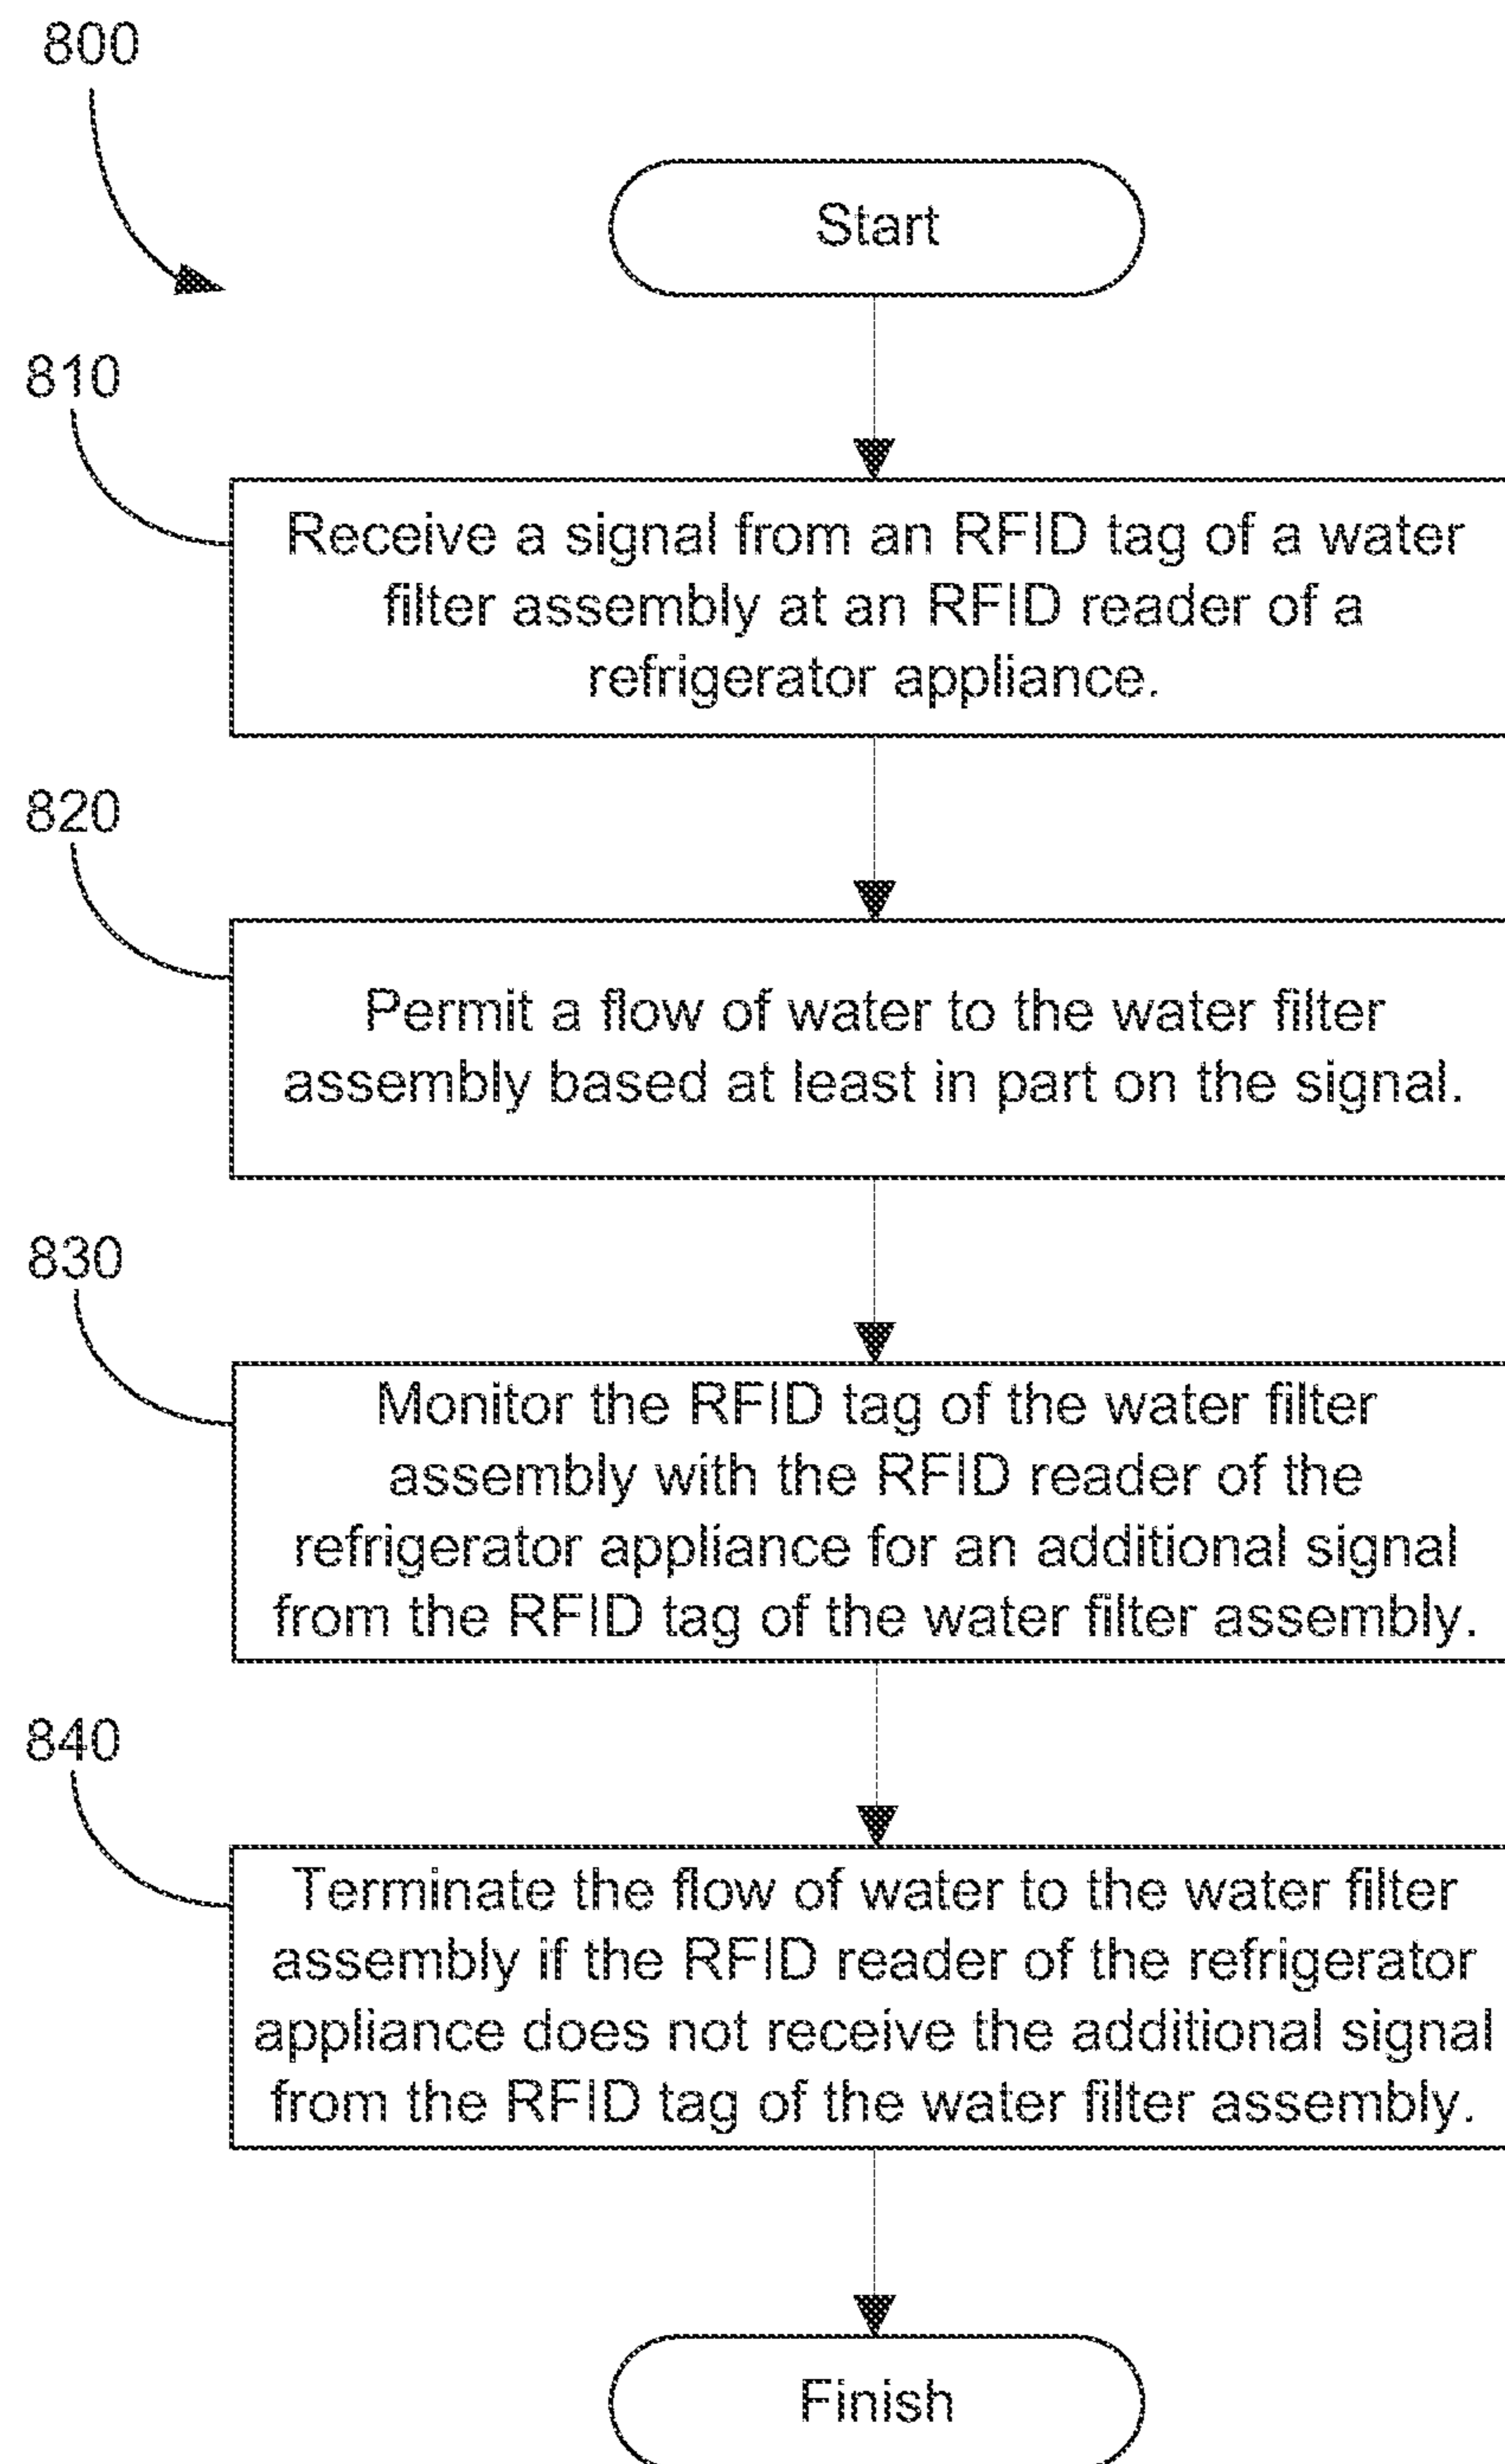 800
Start
810
Receive a signal from an RFID tag of a water
filter assembly at an RFID reader of a
refrigerator appliance.
820
Permit a flow of water to the water filter
assembly based at least in part on the signal.
830
Monitor the RFID tag of the water filter
assembly with the RFID reader of the
refrigerator appliance for an additional signal
from the RFID tag of the water filter assembly.
840
Terminate the flow of water to the water filter
assembly if the RFID reader of the refrigerator
appliance does not receive the additional signal
from the RFID tag of the water filter assembly.
Finish